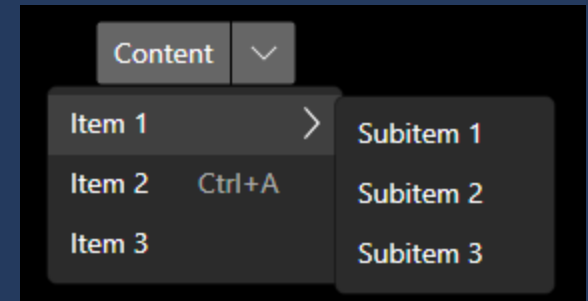 Content
Item 1
Item 2 Ctrl+A
Item 3
Subitem 1
Subitem 2
Subitem 3